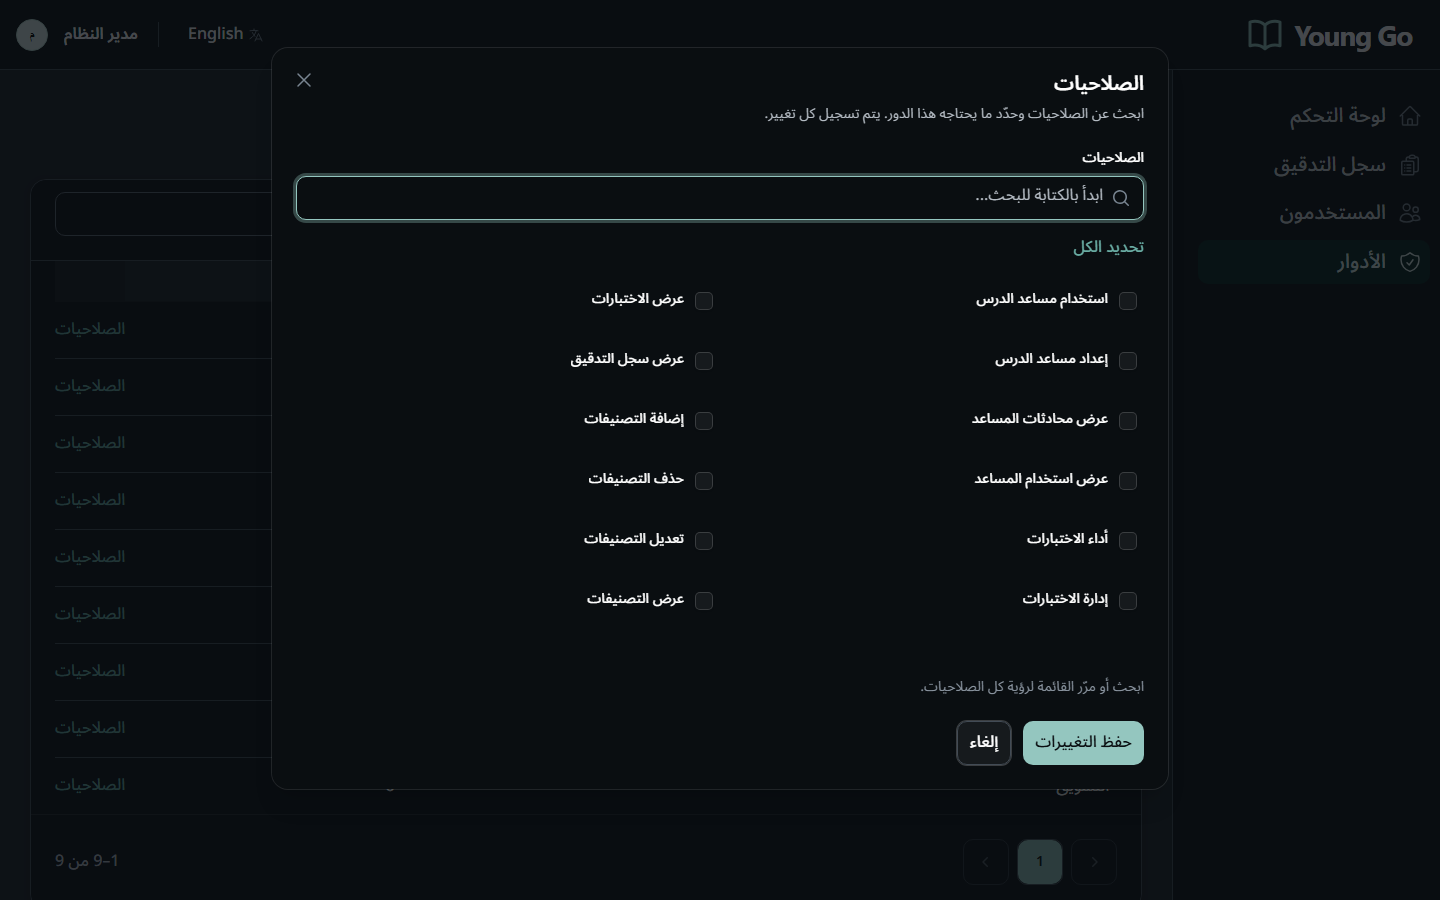 Young Go
English
مدير النظام
م
لوحة التحكم
سجل التدقيق
المستخدمون
الأدوار
الصلاحيات
ابحث عن الصلاحيات وحدّد ما يحتاجه هذا الدور. يتم تسجيل كل تغيير.
الصلاحيات
ابدأ بالكتابة للبحث...
تحديد الكل
استخدام مساعد الدرس
عرض الاختبارات
إعداد مساعد الدرس
عرض سجل التدقيق
عرض محادثات المساعد
إضافة التصنيفات
عرض استخدام المساعد
حذف التصنيفات
أداء الاختبارات
تعديل التصنيفات
إدارة الاختبارات
عرض التصنيفات
ابحث أو مرّر القائمة لرؤية كل الصلاحيات.
حفظ التغييرات
إلغاء
الصلاحيات
الصلاحيات
الصلاحيات
الصلاحيات
الصلاحيات
الصلاحيات
الصلاحيات
الصلاحيات
الصلاحيات
1
1–9 من 9